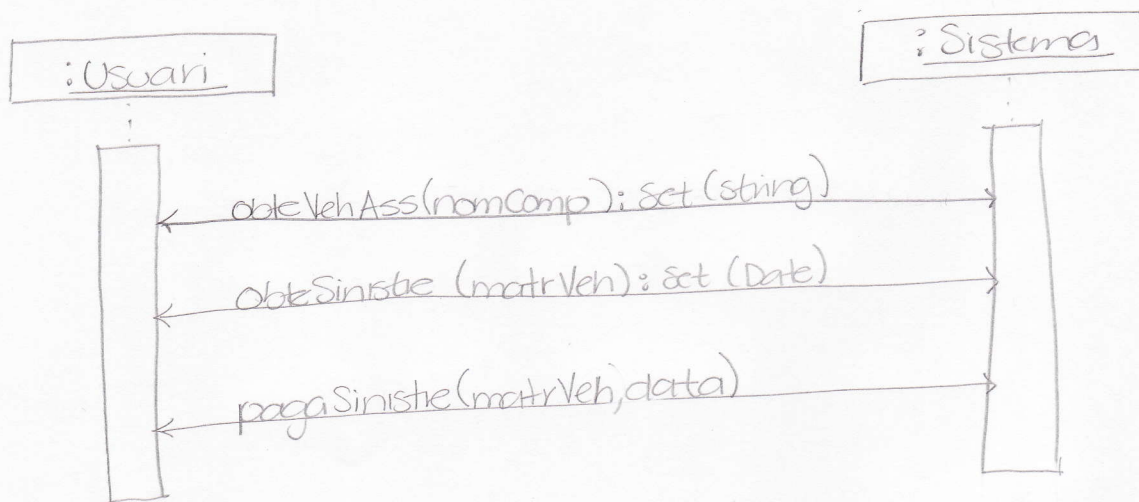 :Usuari
:Sistema
obteVehAss(nomComp): Set(string)
obteSinistre (matrVeh): Set (Date)
pagaSinistre(matrVeh, data)